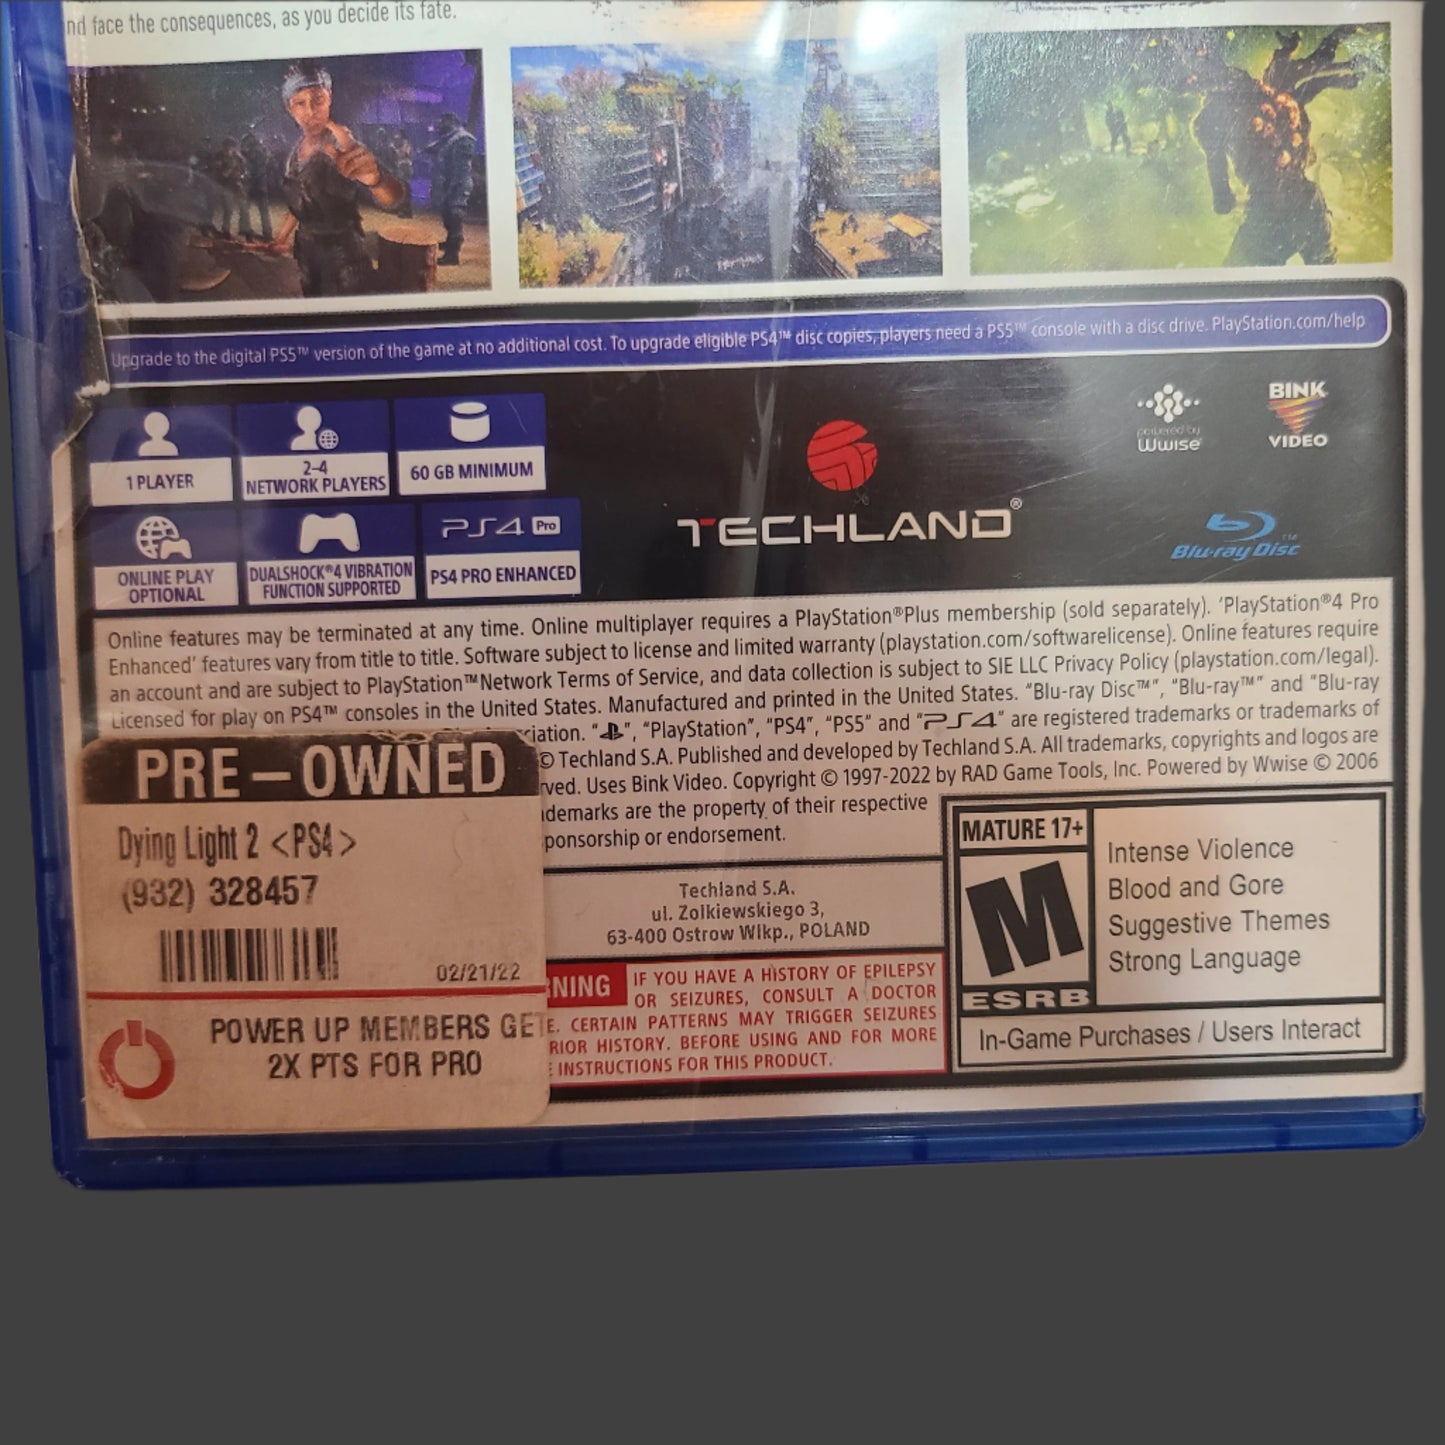 nd face the consequences, as you decide its fate.
Upgrade to the digital PS5™ version of the game at no additional cost. To upgrade eligible PS4™ disc copies, players need a PS5™ console with a disc drive. PlayStation.com/help
1 PLAYER
2–4
NETWORK PLAYERS
60 GB MINIMUM
ONLINE PLAY
OPTIONAL
DUALSHOCK®4 VIBRATION
FUNCTION SUPPORTED
PS4 Pro
PS4 PRO ENHANCED
TECHLAND®
powered by
Wwise
BINK
VIDEO
Blu-ray Disc™
Online features may be terminated at any time. Online multiplayer requires a PlayStation®Plus membership (sold separately). ‘PlayStation®4 Pro
Enhanced’ features vary from title to title. Software subject to license and limited warranty (playstation.com/softwarelicense). Online features require
an account and are subject to PlayStation™Network Terms of Service, and data collection is subject to SIE LLC Privacy Policy (playstation.com/legal).
Licensed for play on PS4™ consoles in the United States. Manufactured and printed in the United States. “Blu-ray Disc™”, “Blu-ray™” and “Blu-ray
ciation. “ ”, “PlayStation”, “PS4”, “PS5” and “PS4” are registered trademarks or trademarks of
© Techland S.A. Published and developed by Techland S.A. All trademarks, copyrights and logos are
rved. Uses Bink Video. Copyright © 1997-2022 by RAD Game Tools, Inc. Powered by Wwise © 2006
demarks are the property of their respective
ponsorship or endorsement.
PRE-OWNED
Dying Light 2 <PS4>
(932) 328457
02/21/22
POWER UP MEMBERS GET
2X PTS FOR PRO
Techland S.A.
ul. Zolkiewskiego 3,
63-400 Ostrow Wlkp., POLAND
RNING
IF YOU HAVE A HISTORY OF EPILEPSY
OR SEIZURES, CONSULT A DOCTOR
E. CERTAIN PATTERNS MAY TRIGGER SEIZURES
RIOR HISTORY. BEFORE USING AND FOR MORE
E INSTRUCTIONS FOR THIS PRODUCT.
MATURE 17+
M
ESRB
Intense Violence
Blood and Gore
Suggestive Themes
Strong Language
In-Game Purchases / Users Interact